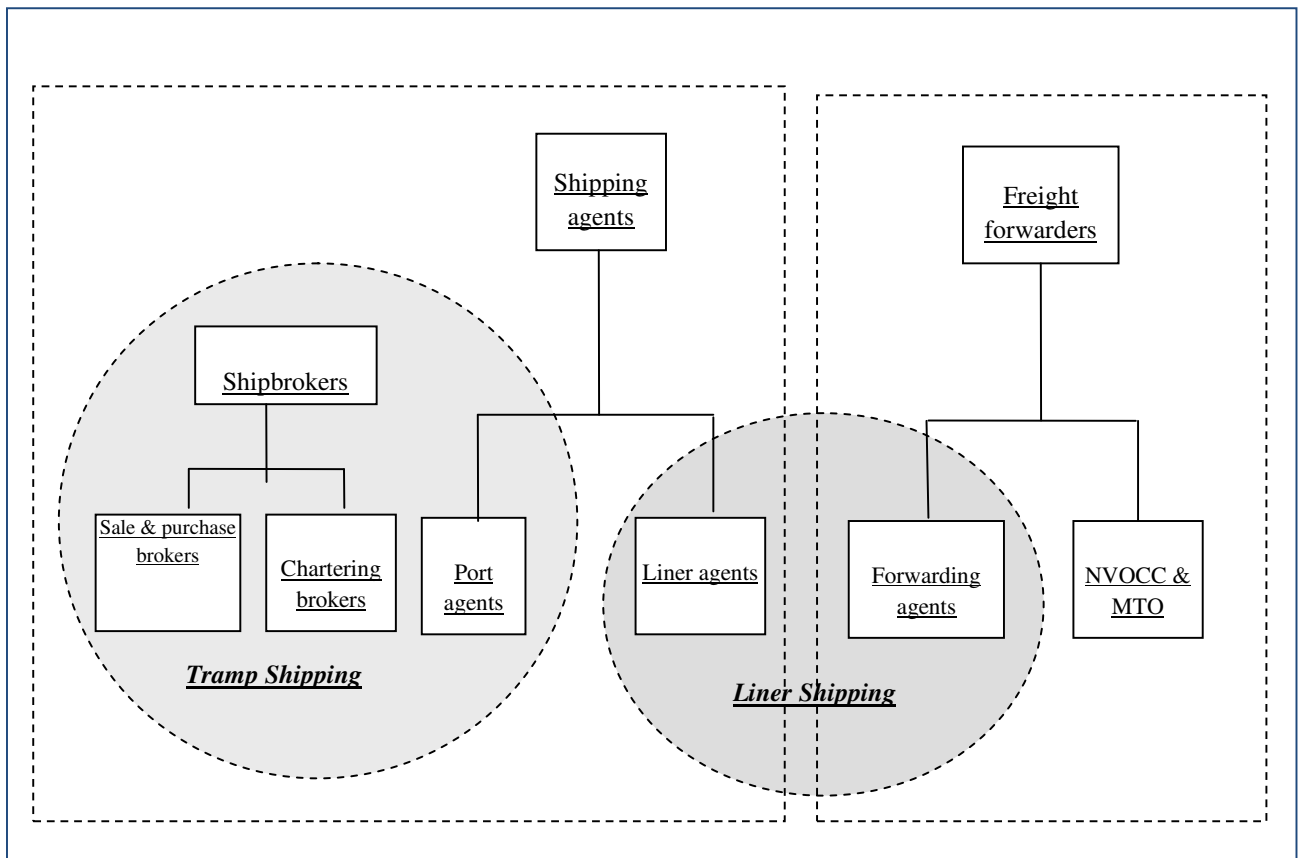 Shipping
agents
Freight
forwarders
Shipbrokers
Sale & purchase
brokers
Chartering
brokers
Port
agents
Liner agents
Forwarding
agents
NVOCC &
MTO
Tramp Shipping
Liner Shipping